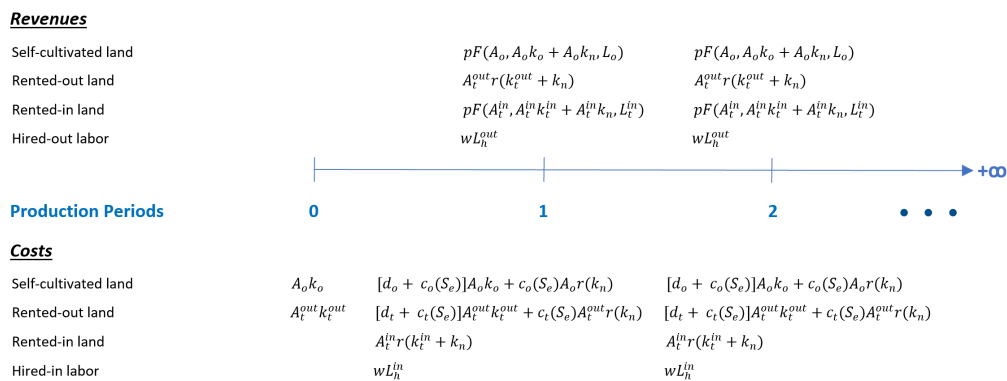 Revenues
Self-cultivated land pF(A_o, A_o k_o + A_o k_n, L_o) pF(A_o, A_o k_o + A_o k_n, L_o)
Rented-out land A_t^{out} r(k_t^{out} + k_n) A_t^{out} r(k_t^{out} + k_n)
Rented-in land pF(A_t^{in}, A_t^{in} k_t^{in} + A_t^{in} k_n, L_t^{in}) pF(A_t^{in}, A_t^{in} k_t^{in} + A_t^{in} k_n, L_t^{in})
Hired-out labor wL_h^{out} wL_h^{out}
+∞
Production Periods 0 1 2 • • •
Costs
Self-cultivated land A_o k_o [d_o + c_o(S_e)]A_o k_o + c_o(S_e)A_o r(k_n) [d_o + c_o(S_e)]A_o k_o + c_o(S_e)A_o r(k_n)
Rented-out land A_t^{out} k_t^{out} [d_t + c_t(S_e)]A_t^{out} k_t^{out} + c_t(S_e)A_t^{out} r(k_n) [d_t + c_t(S_e)]A_t^{out} k_t^{out} + c_t(S_e)A_t^{out} r(k_n)
Rented-in land A_t^{in} r(k_t^{in} + k_n) A_t^{in} r(k_t^{in} + k_n)
Hired-in labor wL_h^{in} wL_h^{in}